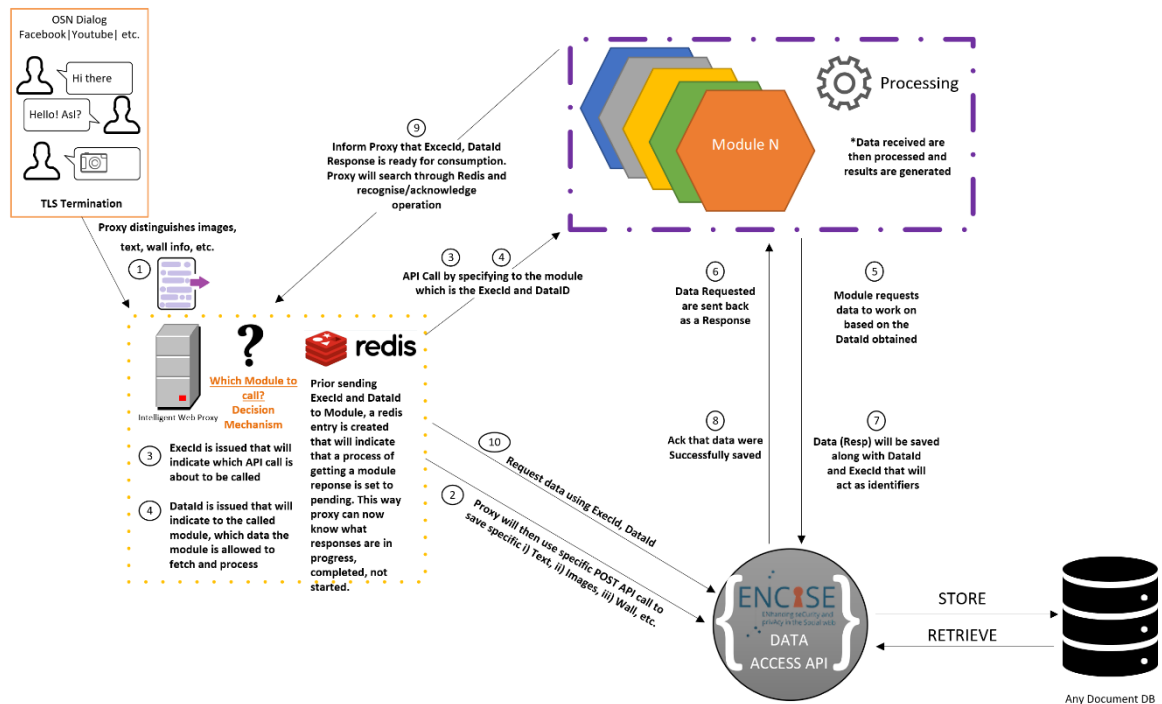 OSN Dialog
Facebook|Youtube| etc.
Hi there
Hello! Asl?
TLS Termination
Proxy distinguishes images,
text, wall info, etc.
1
9
Inform Proxy that ExcecId, DataId
Response is ready for consumption.
Proxy will search through Redis and
recognise/acknowledge
operation
3
4
API Call by specifying to the module
which is the ExecId and DataID
Module N
Processing
*Data received are
then processed and
results are generated
6
Data Requested
are sent back
as a Response
5
Module requests
data to work on
based on the
DataId obtained
Intelligent Web Proxy
?
Which Module to
call?
Decision
Mechanism
redis
Prior sending
ExecId and DataId
to Module, a redis
entry is created
that will indicate
that a process of
getting a module
reponse is set to
pending. This way
proxy can now
know what
responses are in
progress,
completed, not
started.
3
ExecId is issued that will
indicate which API call is
about to be called
4
DataId is issued that will
indicate to the called
module, which data the
module is allowed to
fetch and process
10
Request data using ExecId, DataId
2
Proxy will then use specific POST API call to
save specific i) Text, ii) Images, iii) Wall, etc.
8
Ack that data were
Successfully saved
7
Data (Resp) will be saved
along with DataId
and ExecId that will
act as identifiers
{ }
ENCASE
ENhancing seCurity and
privAcy in the Social web
DATA
ACCESS API
STORE
RETRIEVE
Any Document DB